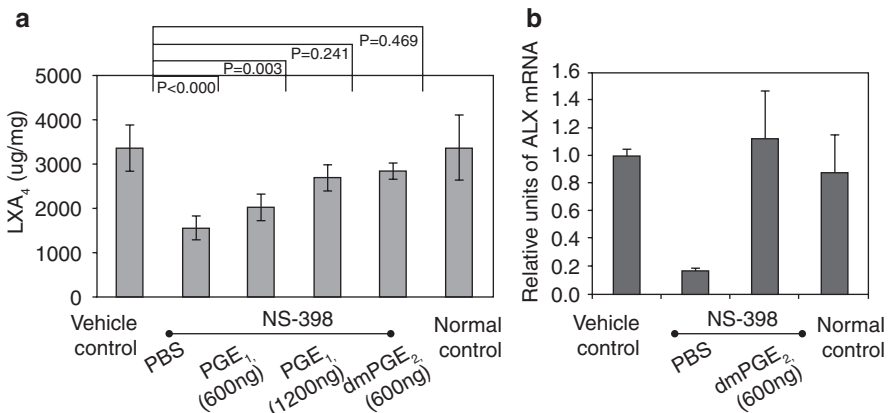 a
P=0.469
P=0.241
P=0.003
P<0.000
LXA4 (ug/mg)
5000
4000
3000
2000
1000
0
Vehicle control
NS-398
Normal control
PBS
PGE1, (600ng)
PGE1, (1200ng)
dmPGE2, (600ng)
b
Relative units of ALX mRNA
1.6
1.4
1.2
1.0
0.8
0.6
0.4
0.2
0.0
Vehicle control
NS-398
Normal control
PBS
dmPGE2, (600ng)